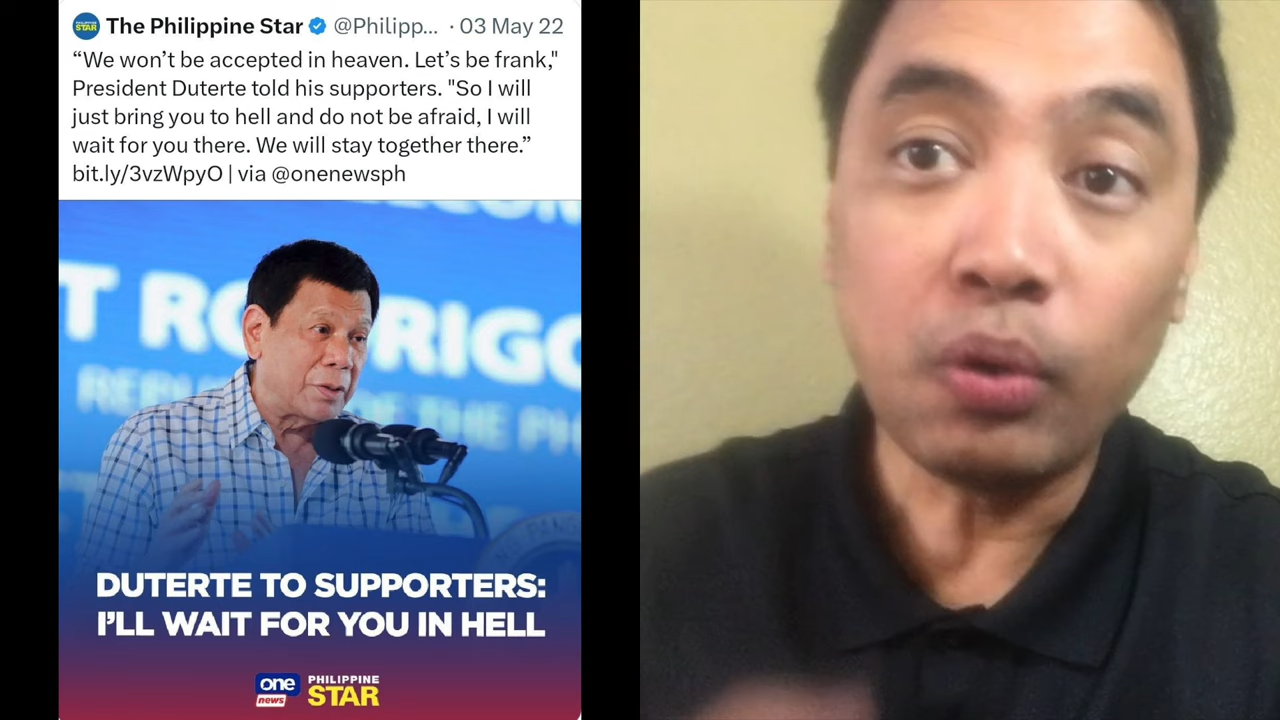 The Philippine Star @Philipp... · 03 May 22
“We won’t be accepted in heaven. Let’s be frank,"
President Duterte told his supporters. "So I will
just bring you to hell and do not be afraid, I will
wait for you there. We will stay together there.”
bit.ly/3vzWpyO | via @onenewsph
T RODRIGO
DUTERTE TO SUPPORTERS:
I’LL WAIT FOR YOU IN HELL
one
news
PHILIPPINE
STAR